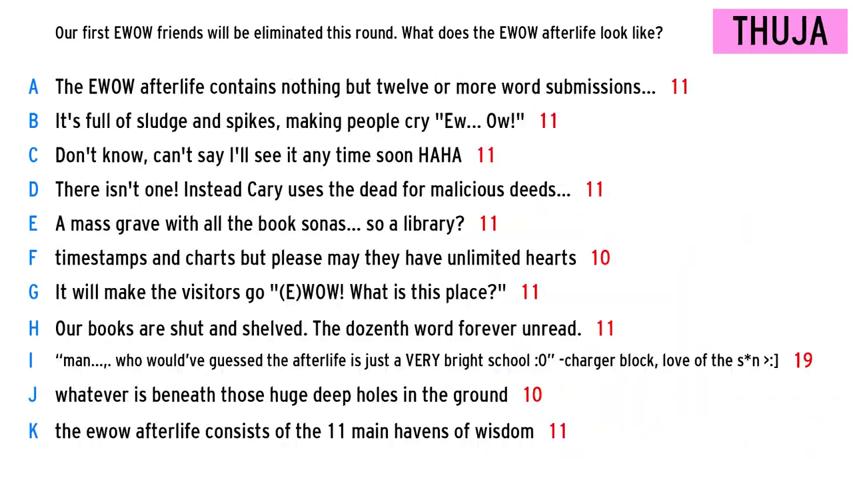 Our first EWOW friends will be eliminated this round. What does the EWOW afterlife look like?
THUJA
A The EWOW afterlife contains nothing but twelve or more word submissions... 11
B It's full of sludge and spikes, making people cry "Ew... Ow!" 11
C Don't know, can't say I'll see it any time soon HAHA 11
D There isn't one! Instead Cary uses the dead for malicious deeds... 11
E A mass grave with all the book sonas... so a library? 11
F timestamps and charts but please may they have unlimited hearts 10
G It will make the visitors go "(E)WOW! What is this place?" 11
H Our books are shut and shelved. The dozenth word forever unread. 11
I “man...,. who would’ve guessed the afterlife is just a VERY bright school :0” -charger block, love of the s*n >:] 19
J whatever is beneath those huge deep holes in the ground 10
K the ewow afterlife consists of the 11 main havens of wisdom 11